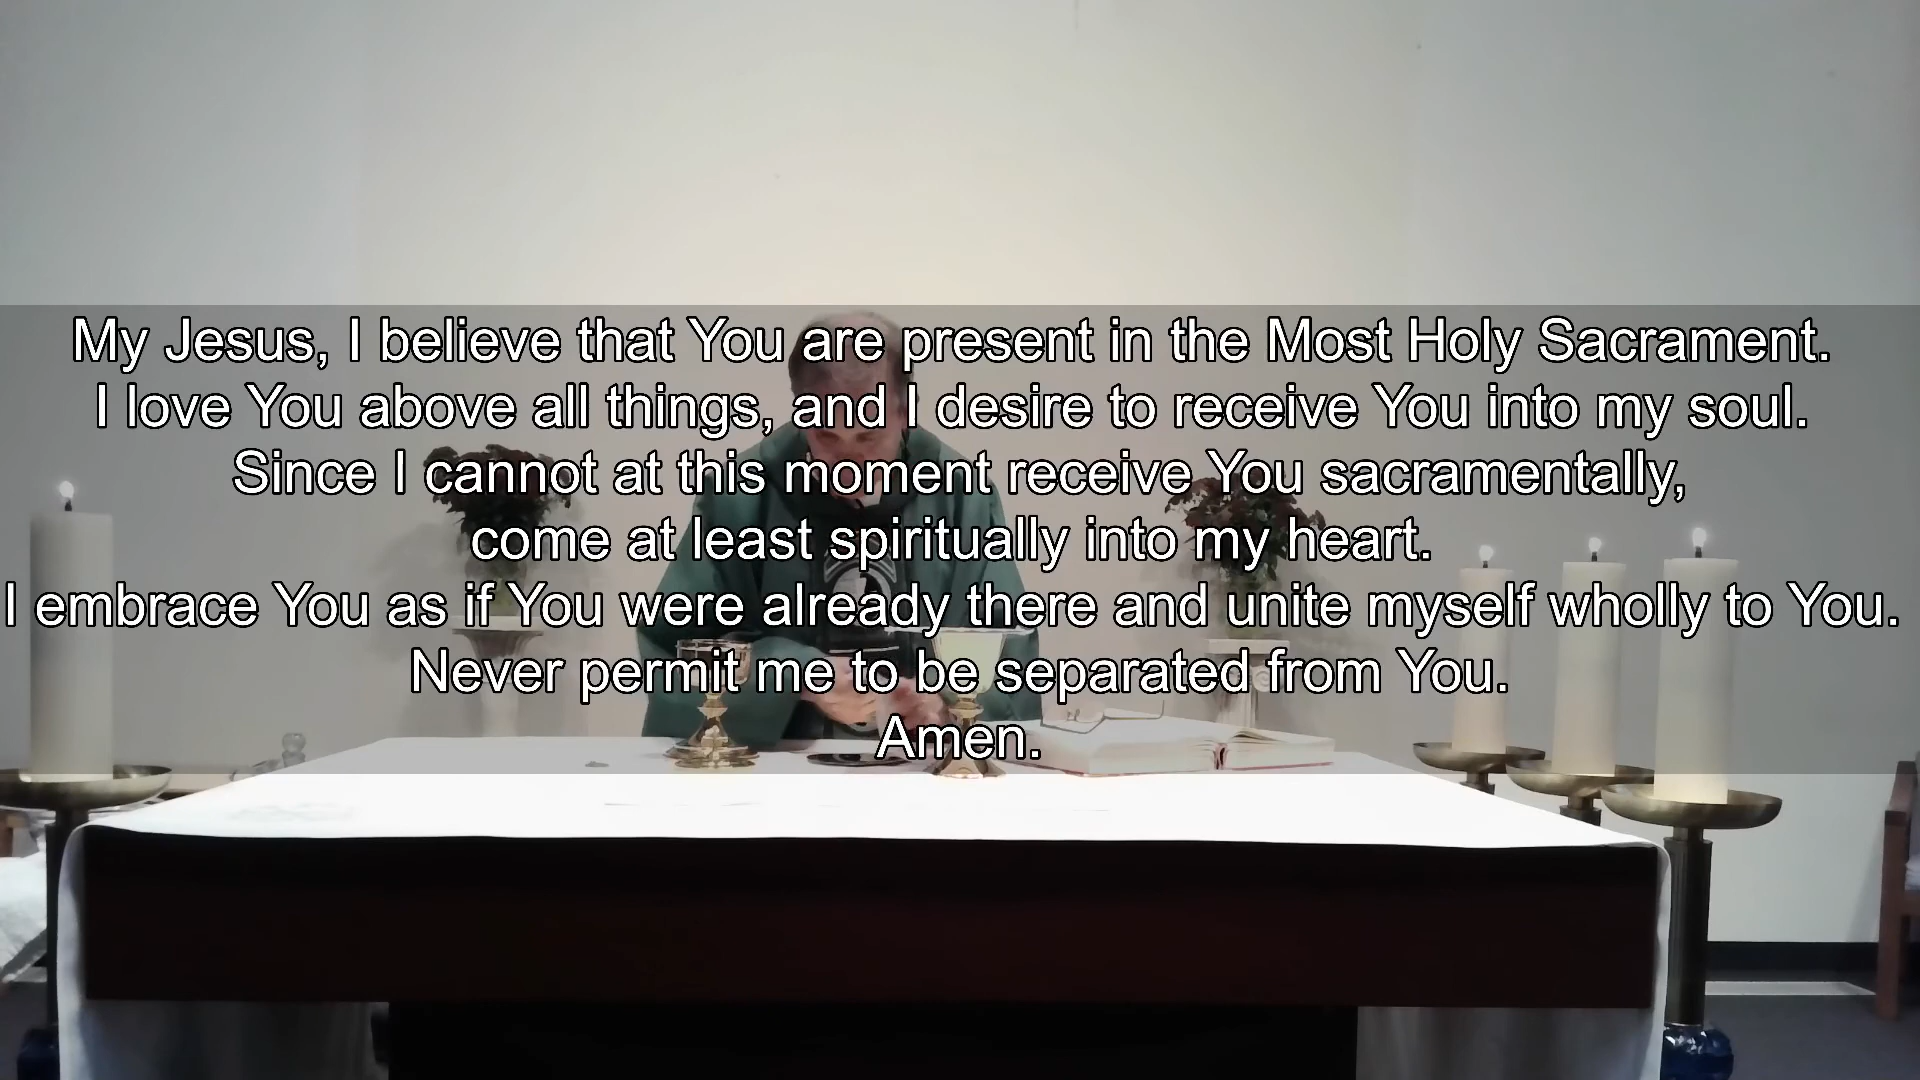 My Jesus, I believe that You are present in the Most Holy Sacrament.
I love You above all things, and I desire to receive You into my soul.
Since I cannot at this moment receive You sacramentally,
come at least spiritually into my heart.
I embrace You as if You were already there and unite myself wholly to You.
Never permit me to be separated from You.
Amen.